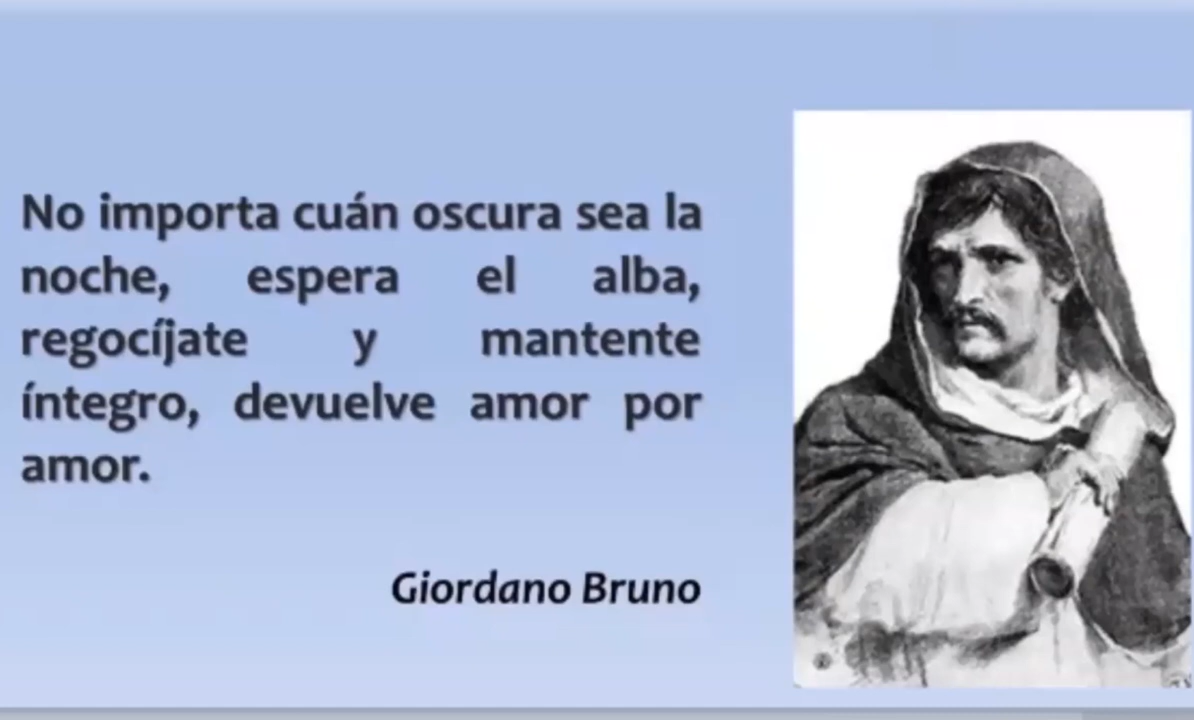 No importa cuán oscura sea la
noche, espera el alba,
regocíjate y mantente
íntegro, devuelve amor por
amor.
Giordano Bruno